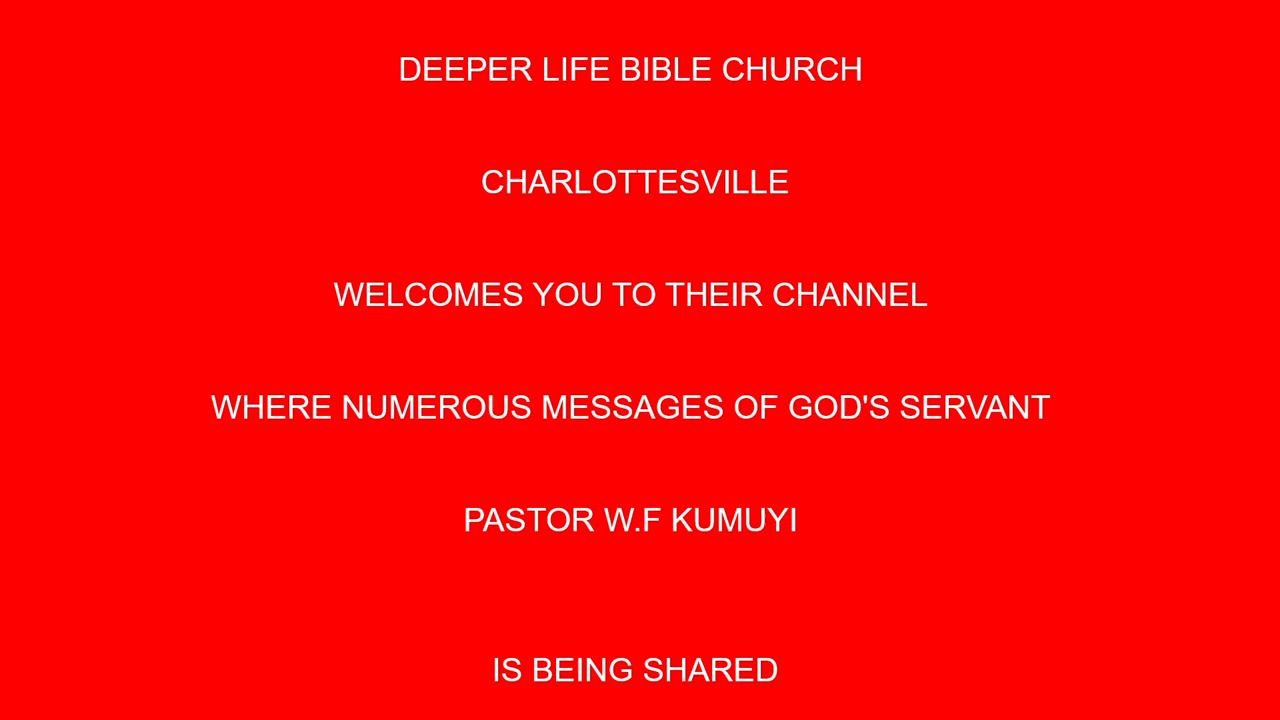 DEEPER LIFE BIBLE CHURCH
CHARLOTTESVILLE
WELCOMES YOU TO THEIR CHANNEL
WHERE NUMEROUS MESSAGES OF GOD'S SERVANT
PASTOR W.F KUMUYI
IS BEING SHARED